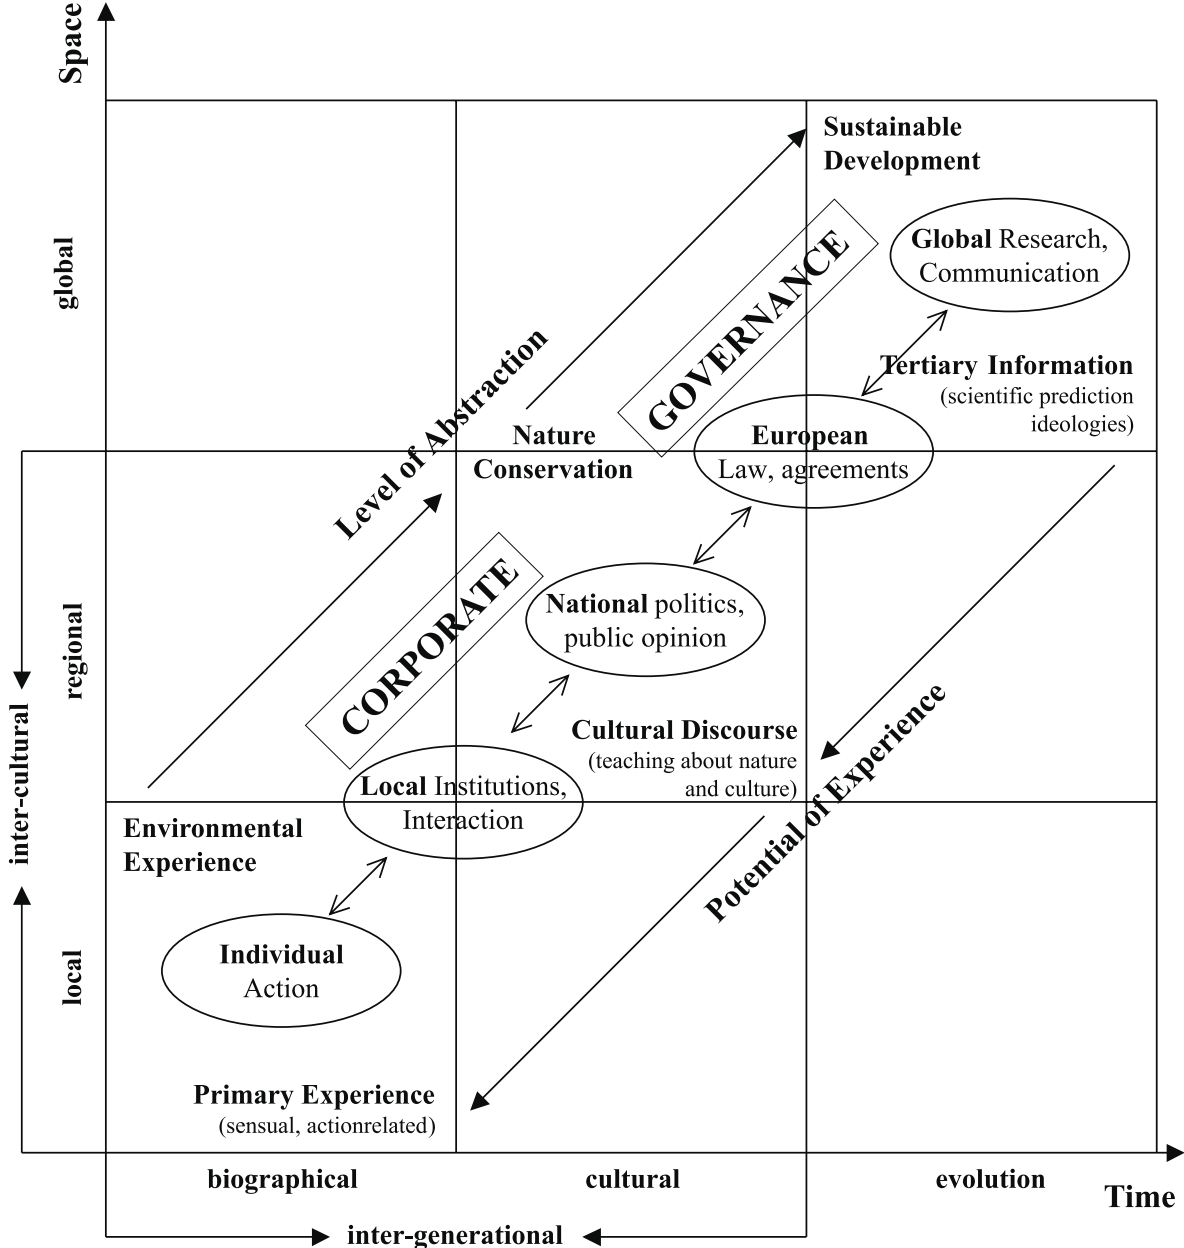 Space
Sustainable
Development
global
GOVERNANCE
Global Research,
Communication
Level of Abstraction
Tertiary Information
(scientific prediction
ideologies)
Nature
Conservation
European
Law, agreements
CORPORATE
regional
National politics,
public opinion
inter-cultural
Cultural Discourse
(teaching about nature
and culture)
Potential of Experience
Local Institutions,
Interaction
Environmental
Experience
local
Individual
Action
Primary Experience
(sensual, actionrelated)
biographical
cultural
evolution
Time
inter-generational